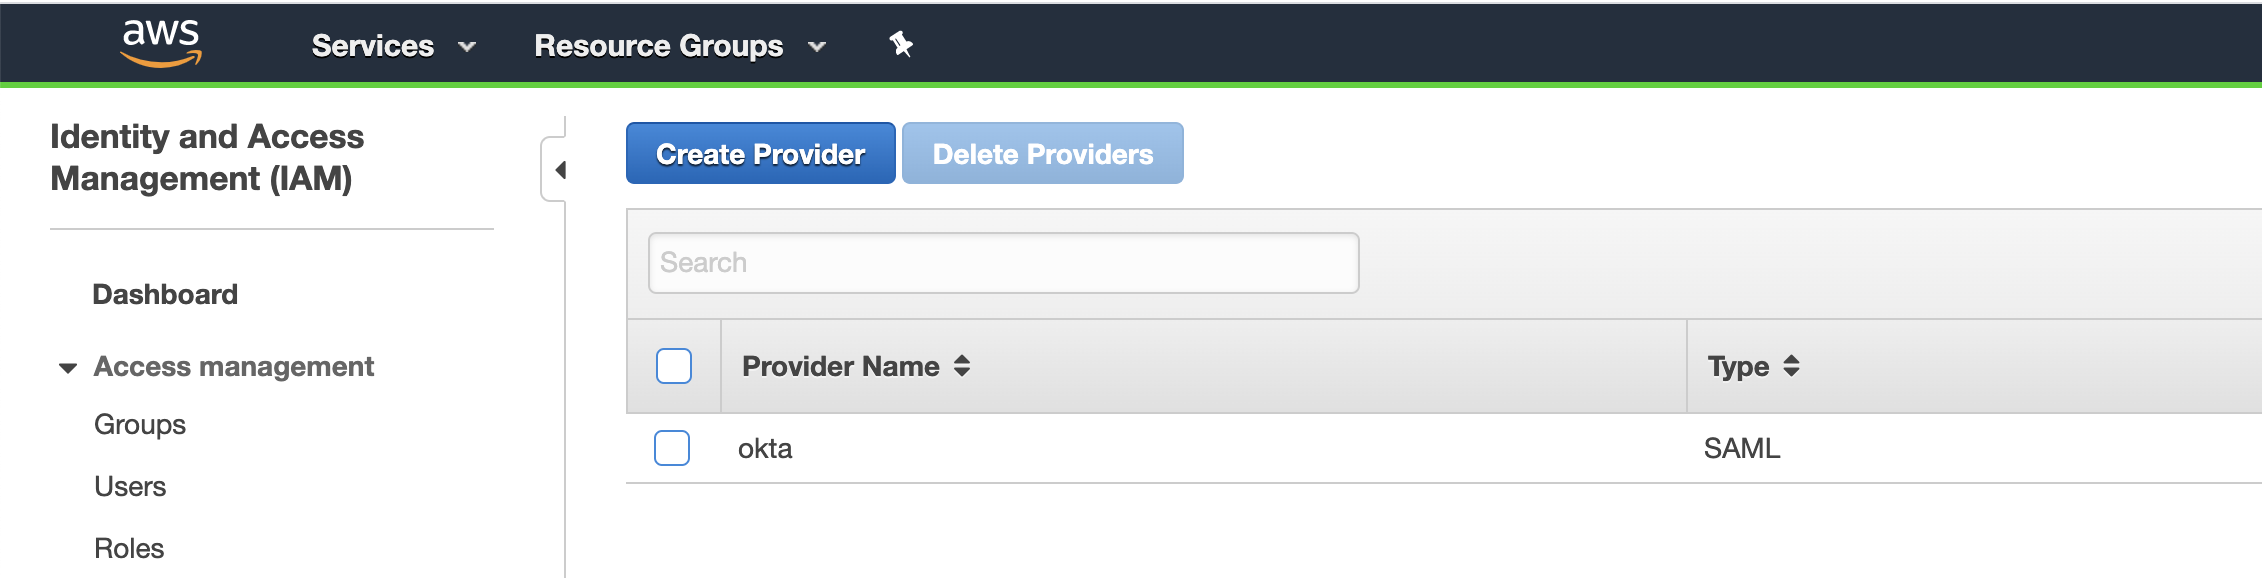 aws
Services
Resource Groups
Identity and Access
Management (IAM)
Dashboard
Access management
Groups
Users
Roles
Create Provider
Delete Providers
Search
Provider Name
Type
okta
SAML